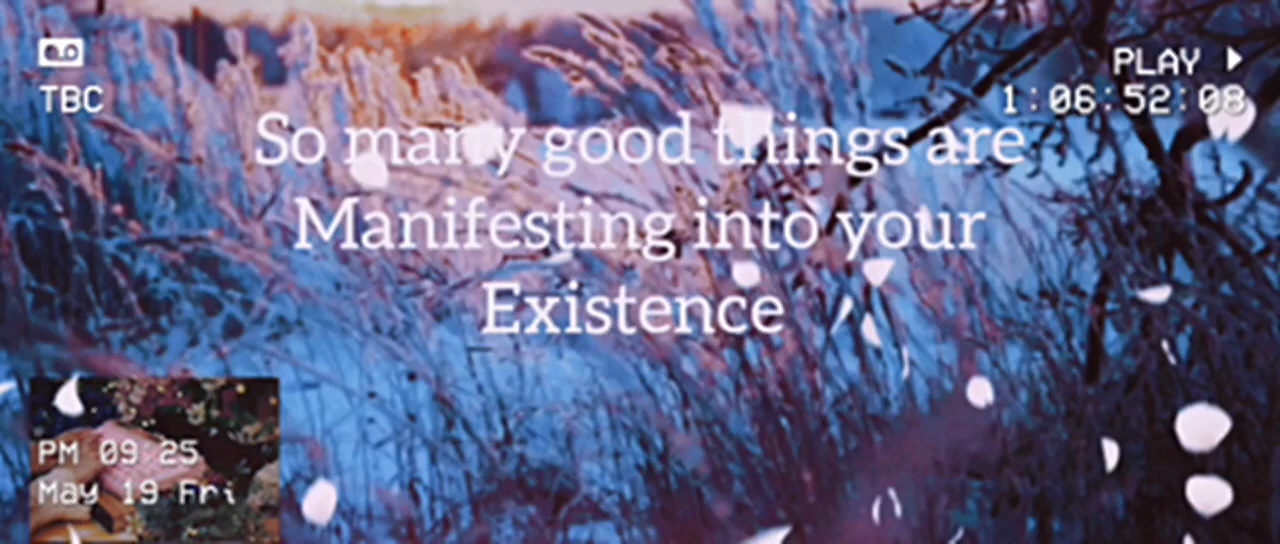 PLAY
TBC
1:06:52:08
So many good things are
Manifesting into your
Existence
PM 09 25
May 19 Fri